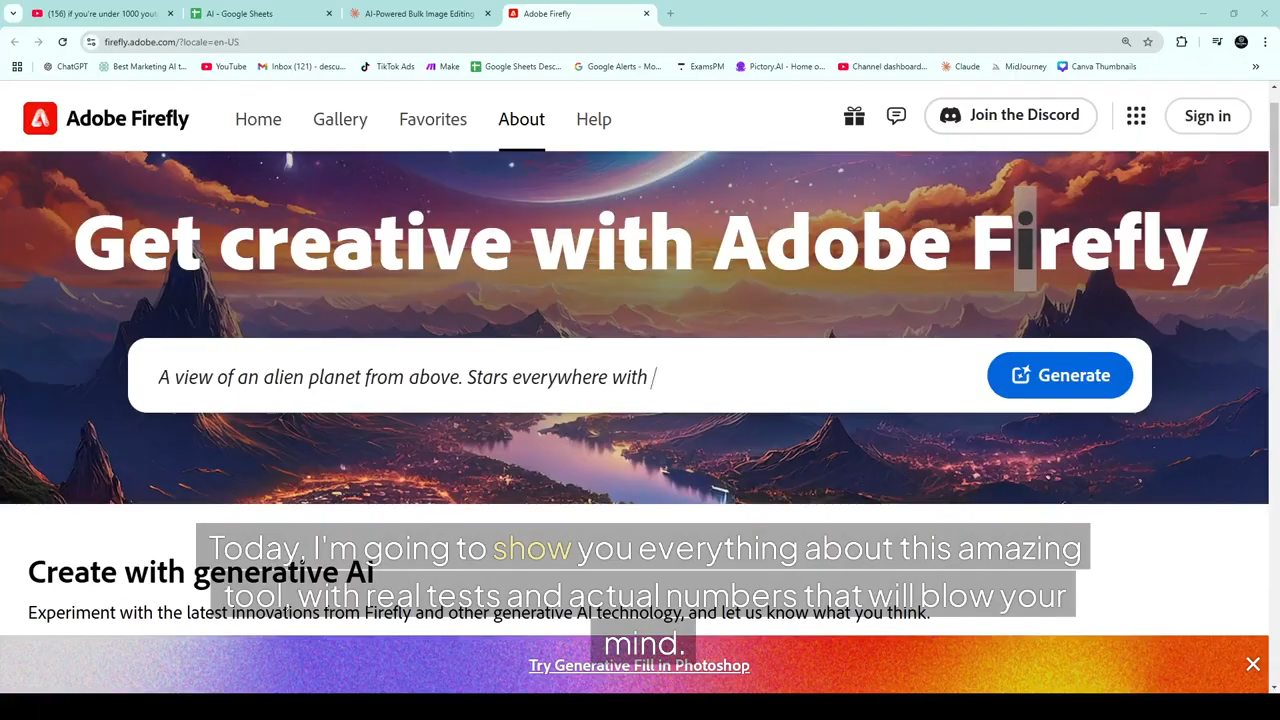 (156) if you're under 1000 yout
AI - Google Sheets
AI-Powered Bulk Image Editing
Adobe Firefly
firefly.adobe.com/?locale=en-US
ChatGPT
Best Marketing AI t...
YouTube
Inbox (121) - descu...
TikTok Ads
Make
Google Sheets Desc...
Google Alerts - Mo...
ExamsPM
Pictory.AI - Home o...
Channel dashboard...
Claude
MidJourney
Canva Thumbnails
Adobe Firefly
Home
Gallery
Favorites
About
Help
Join the Discord
Sign in
Get creative with Adobe Firefly
A view of an alien planet from above. Stars everywhere with
Generate
Today, I'm going to show you everything about this amazing
Create with generative AI
tool, with real tests and actual numbers that will blow your
Experiment with the latest innovations from Firefly and other generative AI technology, and let us know what you think.
mind.
Try Generative Fill in Photoshop